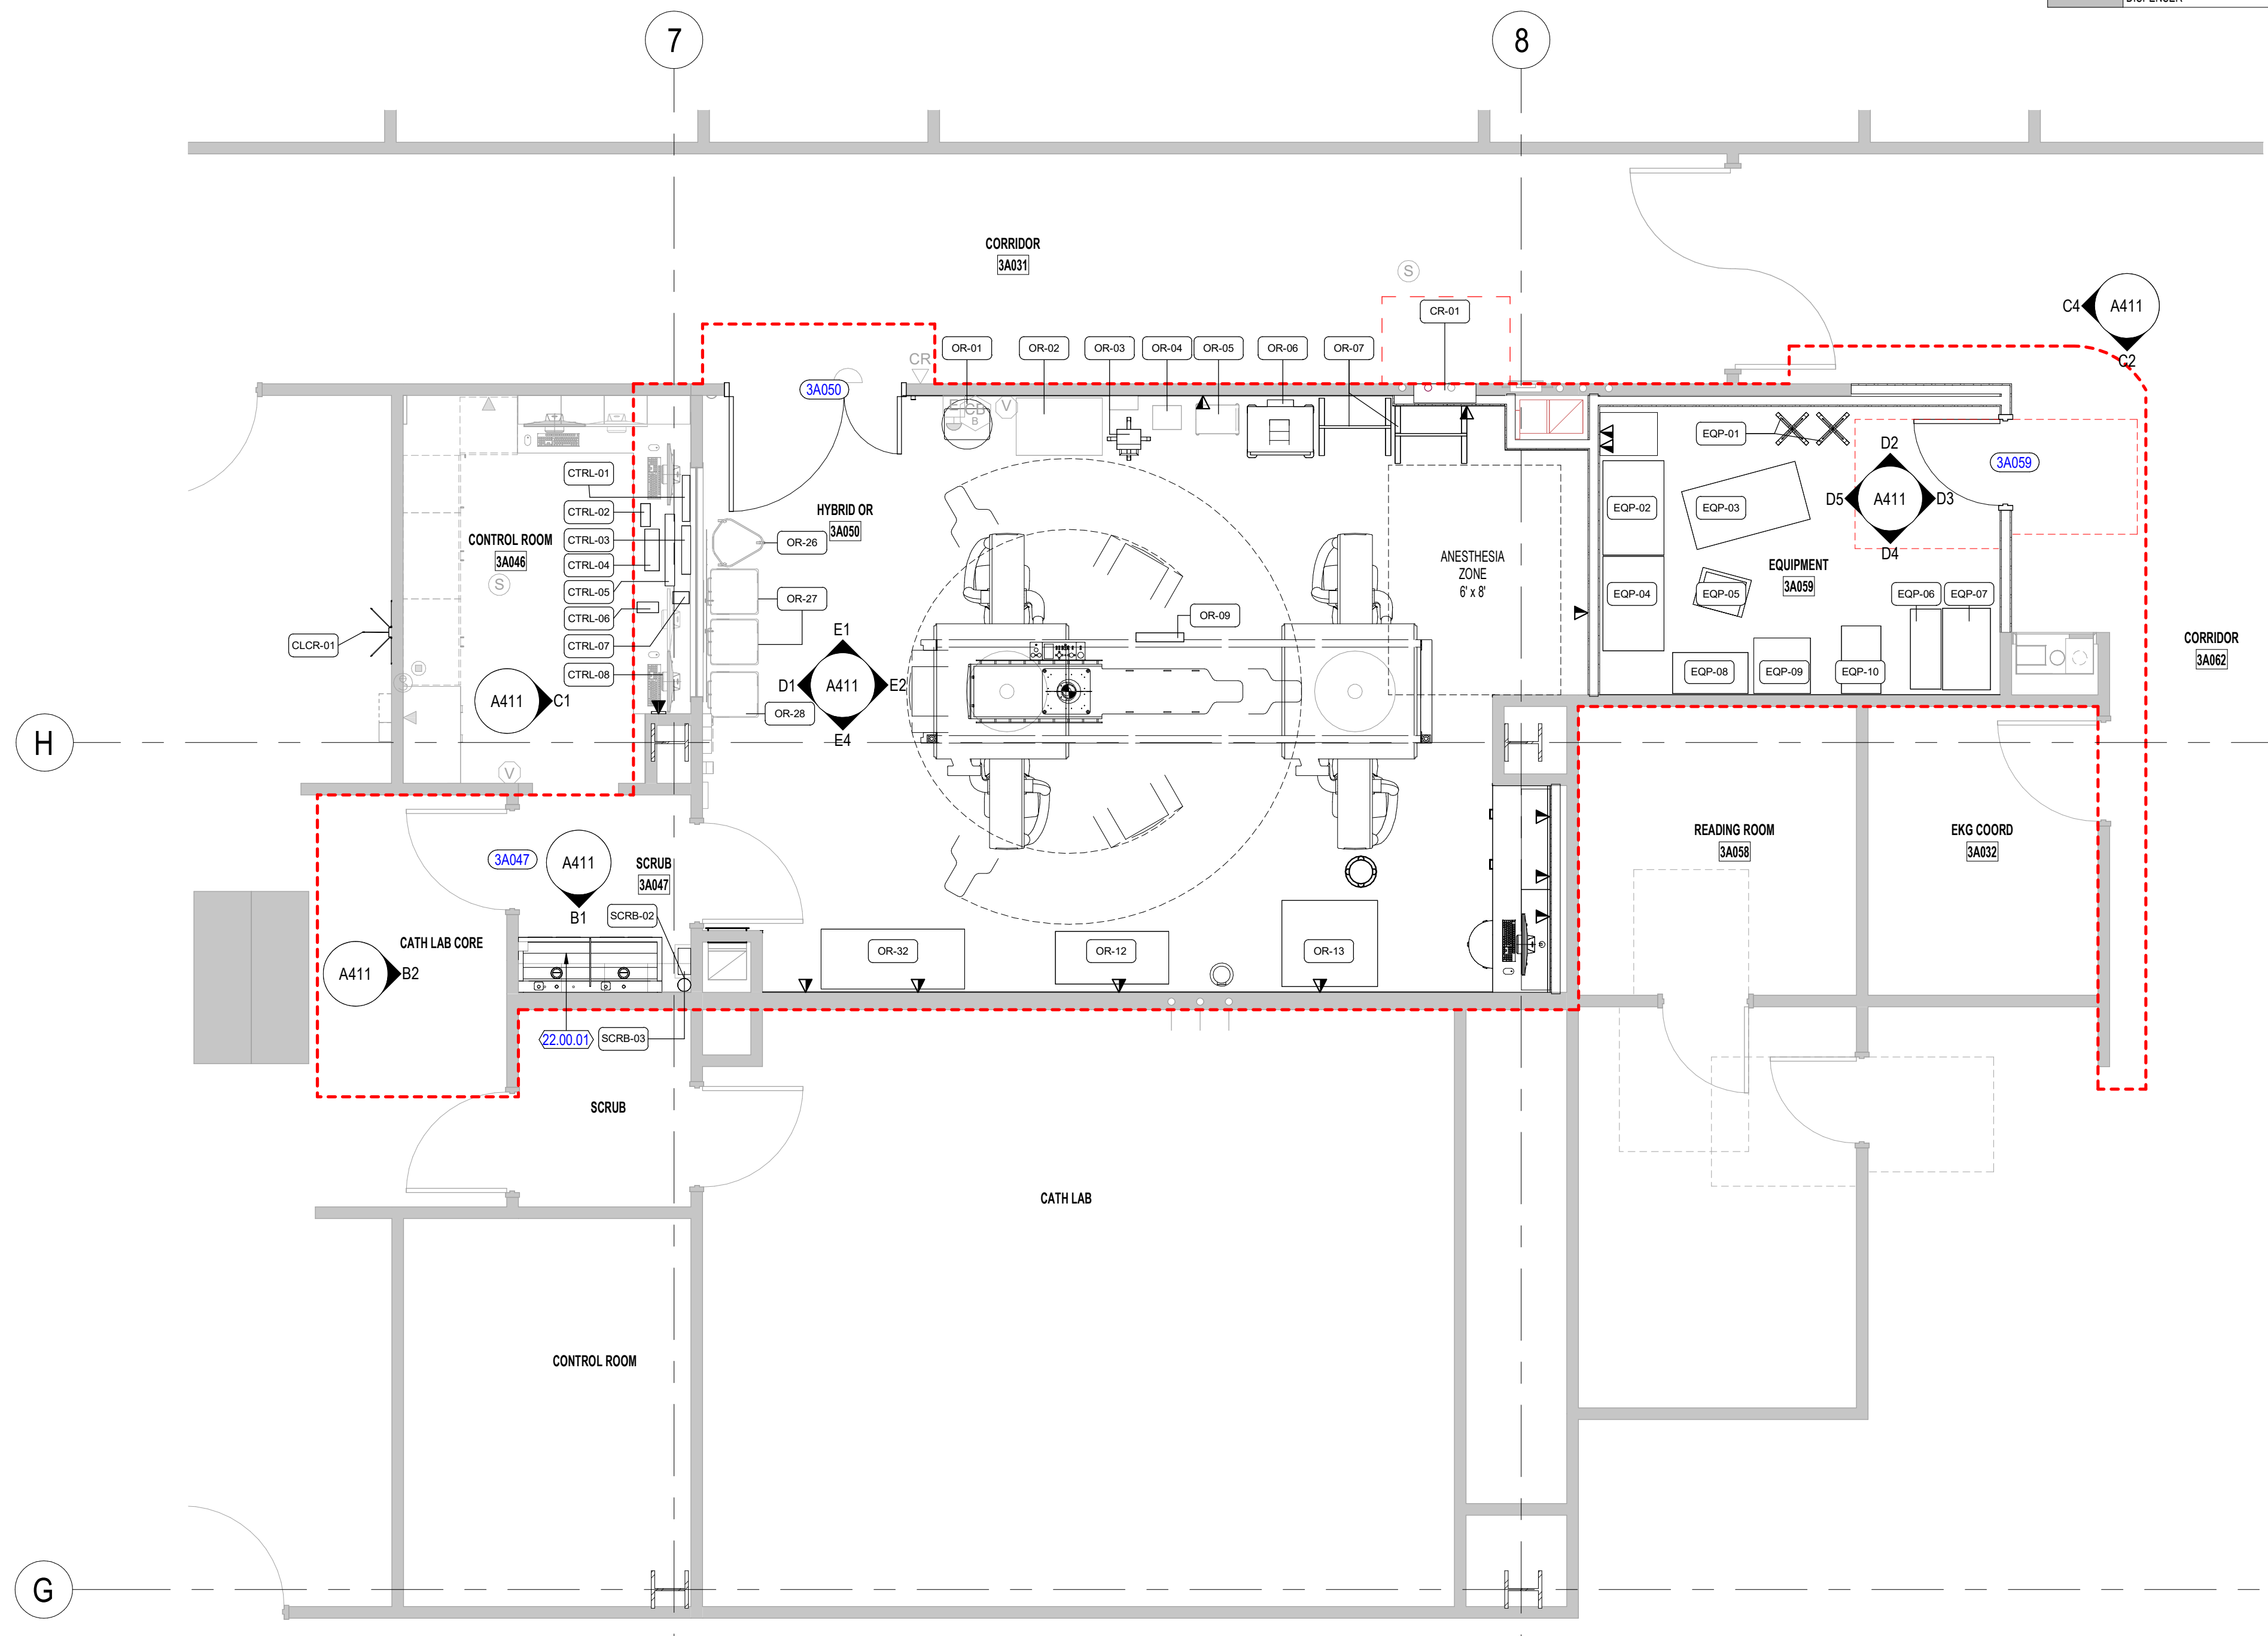 DISPENSER
7
8
CORRIDOR
3A031
S
CR-01
C4
A411
C2
OR-01
OR-02
OR-03
OR-04
OR-05
OR-06
OR-07
CR
3A050
V
CB
B
EQP-01
D2
3A059
CTRL-01
CTRL-02
CTRL-03
CTRL-04
CTRL-05
CTRL-06
CTRL-07
CTRL-08
HYBRID OR
3A050
OR-26
OR-27
OR-28
CONTROL ROOM
3A046
S
ANESTHESIA
ZONE
6' x 8'
EQP-02
EQP-03
D5
A411
D3
D4
EQUIPMENT
3A059
EQP-04
EQP-05
EQP-06
EQP-07
OR-09
CLCR-01
E1
D1
A411
E2
E4
CORRIDOR
3A062
EQP-08
EQP-09
EQP-10
A411
C1
H
V
READING ROOM
3A058
EKG COORD
3A032
3A047
A411
B1
SCRUB
3A047
SCRB-02
CATH LAB CORE
A411
B2
OR-32
OR-12
OR-13
22.00.01
SCRB-03
SCRUB
CATH LAB
CONTROL ROOM
G